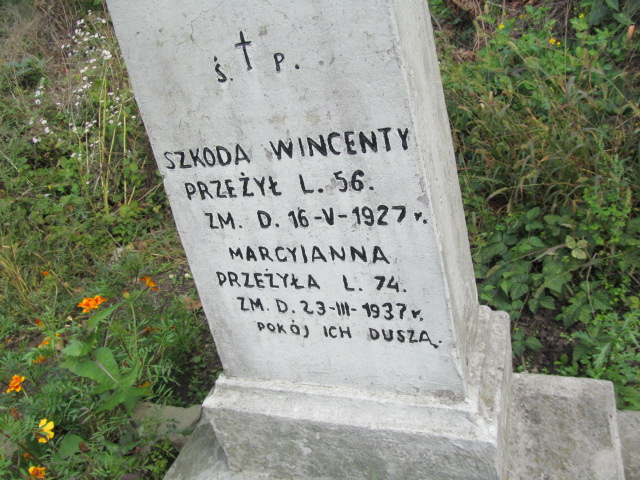 Ś. † P.
SZKODA WINCENTY
PRZEŻYŁ L. 56.
ZM. D. 16-V-1927 r.
MARCYIANNA
PRZEŻYŁA L. 74.
ZM. D. 23-III-1937 r.
POKÓJ ICH DUSZĄ.